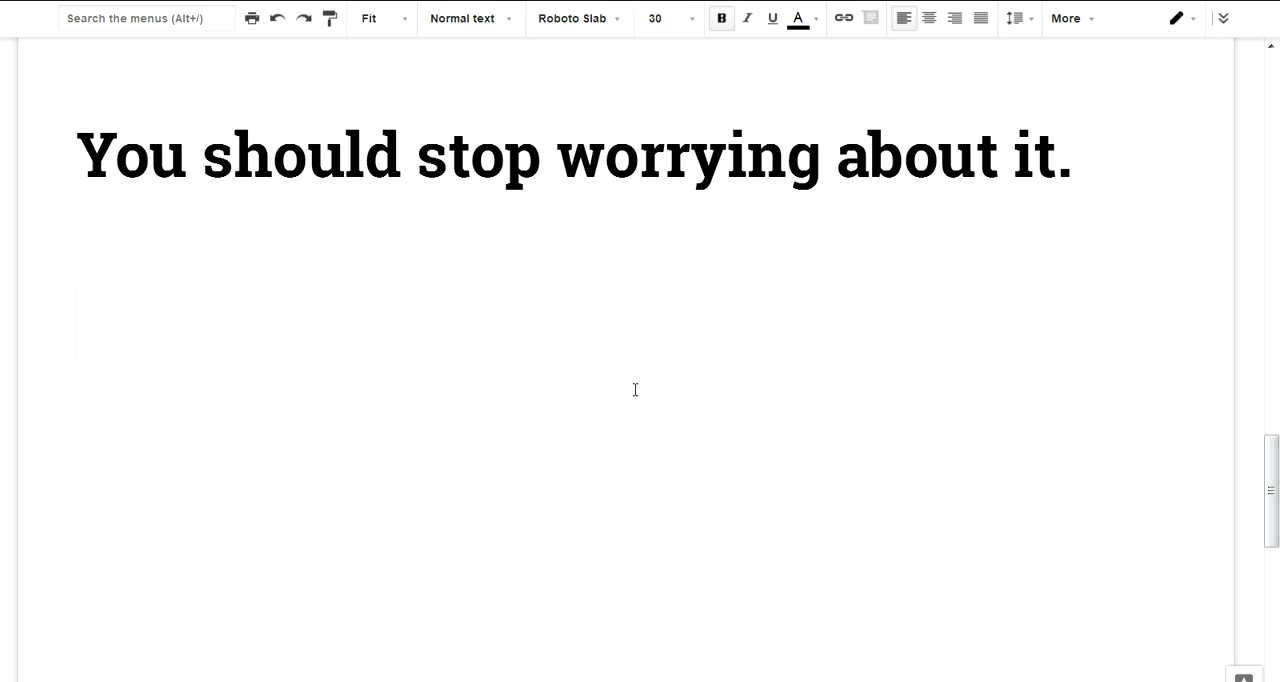 Search the menus (Alt+/) Fit Normal text Roboto Slab 30 B I U A More
You should stop worrying about it.